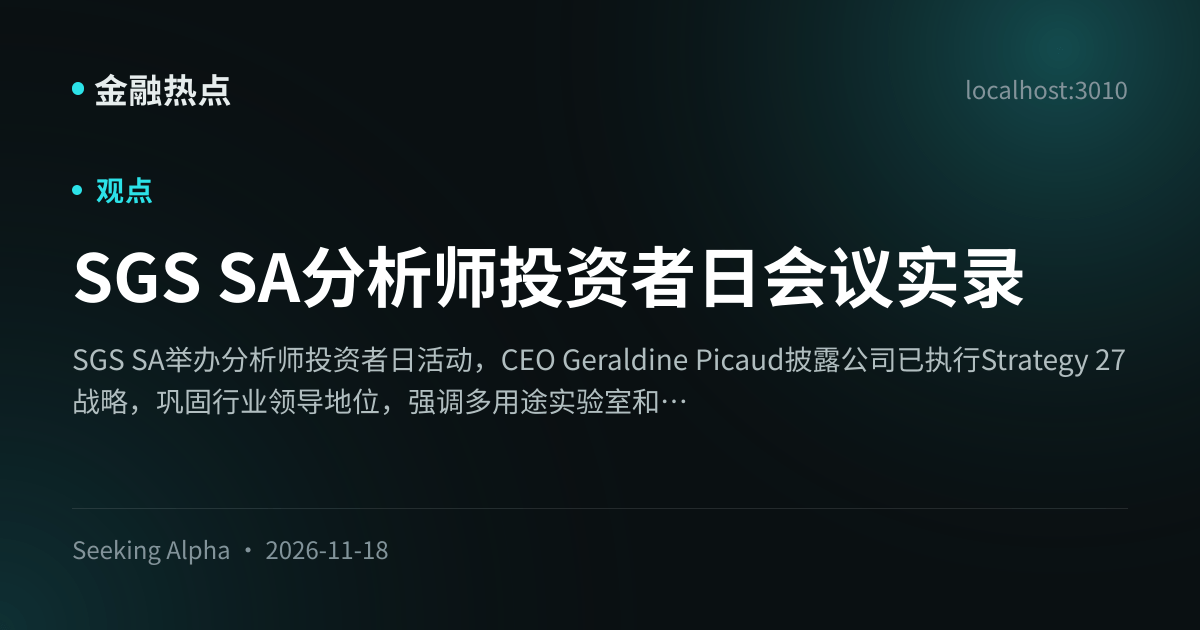 金融热点
localhost:3010
观点
SGS SA分析师投资者日会议实录
SGS SA举办分析师投资者日活动，CEO Geraldine Picaud披露公司已执行Strategy 27
战略，巩固行业领导地位，强调多用途实验室和…
Seeking Alpha · 2026-11-18